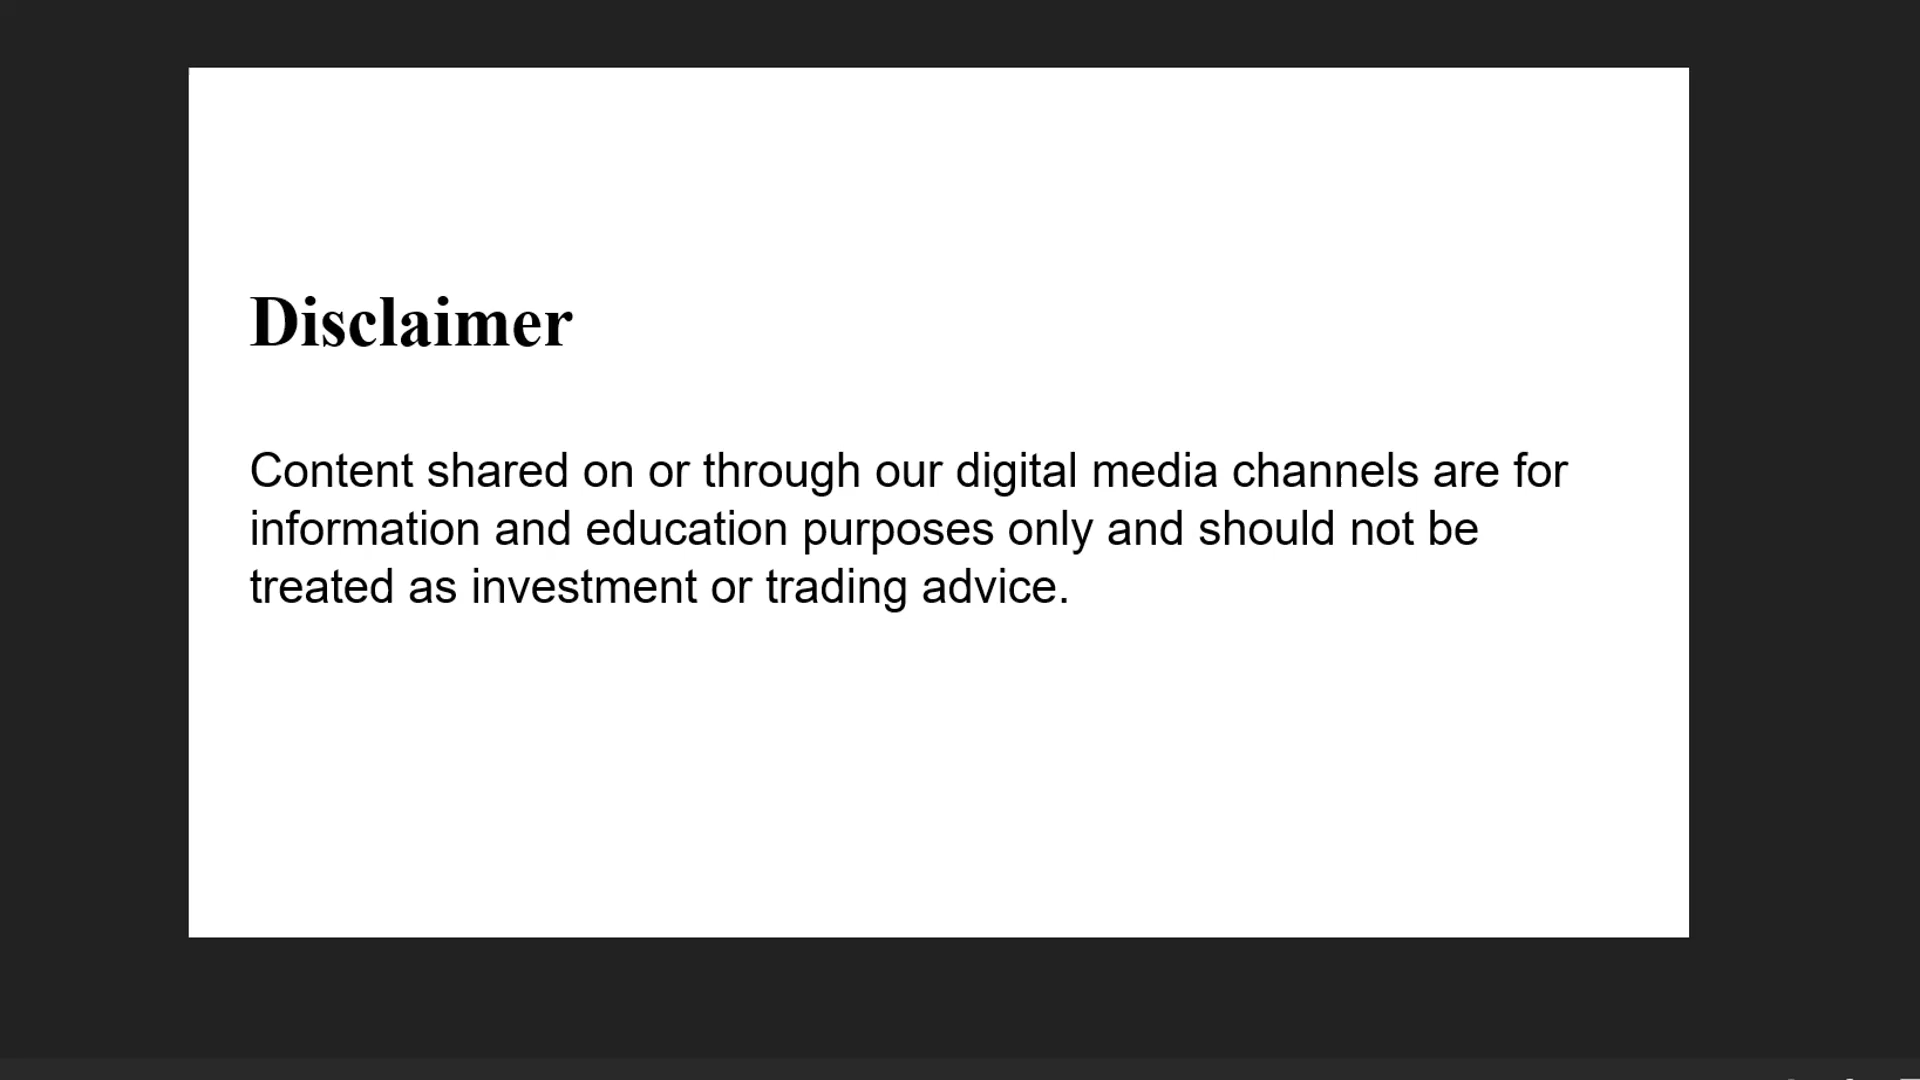 Disclaimer
Content shared on or through our digital media channels are for
information and education purposes only and should not be
treated as investment or trading advice.